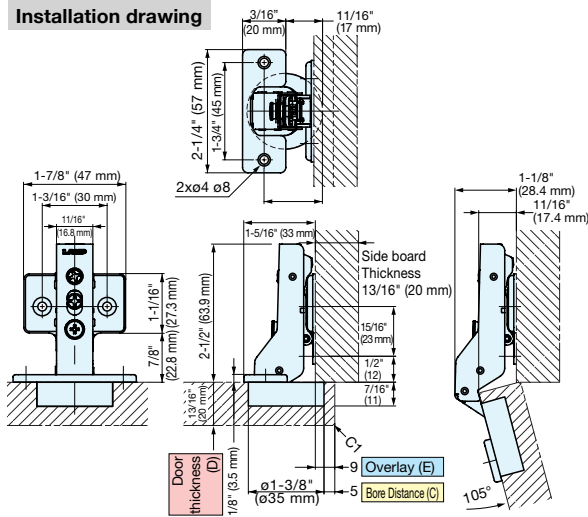 Installation drawing
3/16"
(20 mm)
11/16"
(17 mm)
2-1/4" (57 mm)
1-3/4" (45 mm)
2xø4 ø8
1-7/8" (47 mm)
1-3/16" (30 mm)
11/16"
(16.8 mm)
LAMP
1-1/16"
(27.3 mm)
7/8"
(22.8 mm)
1-5/16" (33 mm)
Side board
Thickness
13/16" (20 mm)
2-1/2" (63.9 mm)
15/16"
(23 mm)
1/2"
(12)
7/16"
(11)
13/16"
(20 mm)
Door
thickness
(D)
1/8" (3.5 mm)
ø1-3/8"
(ø35 mm)
C1
9 Overlay (E)
5 Bore Distance (C)
1-1/8"
(28.4 mm)
11/16"
(17.4 mm)
105°